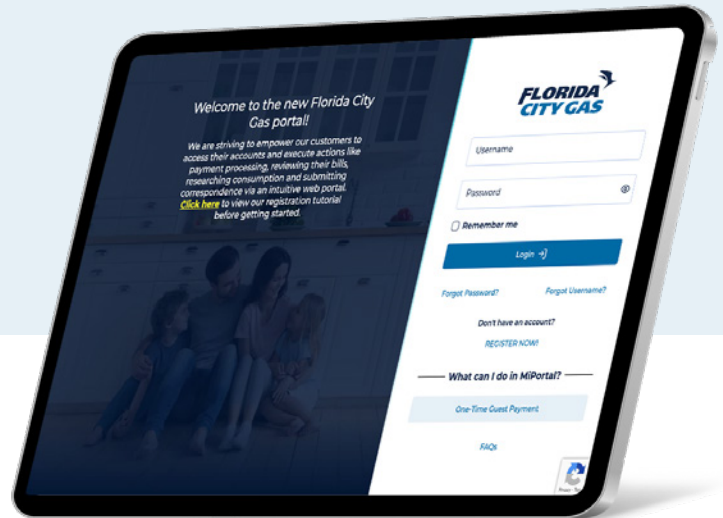 Welcome to the new Florida City
Gas portal!
We are striving to empower our customers to
access their accounts and execute actions like
payment processing, reviewing their bills,
researching consumption and submitting
correspondence via an intuitive web portal.
Click here to view our registration tutorial
before getting started.
FLORIDA
CITY GAS
Username
Password
Remember me
Login
Forgot Password? Forgot Username?
Don't have an account?
REGISTER NOW!
What can I do in MiPortal?
One-Time Guest Payment
FAQs